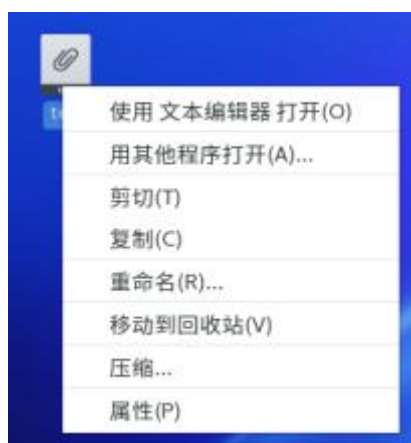 使用 文本编辑器 打开(O)
用其他程序打开(A)...
剪切(T)
复制(C)
重命名(R)...
移动到回收站(V)
压缩...
属性(P)